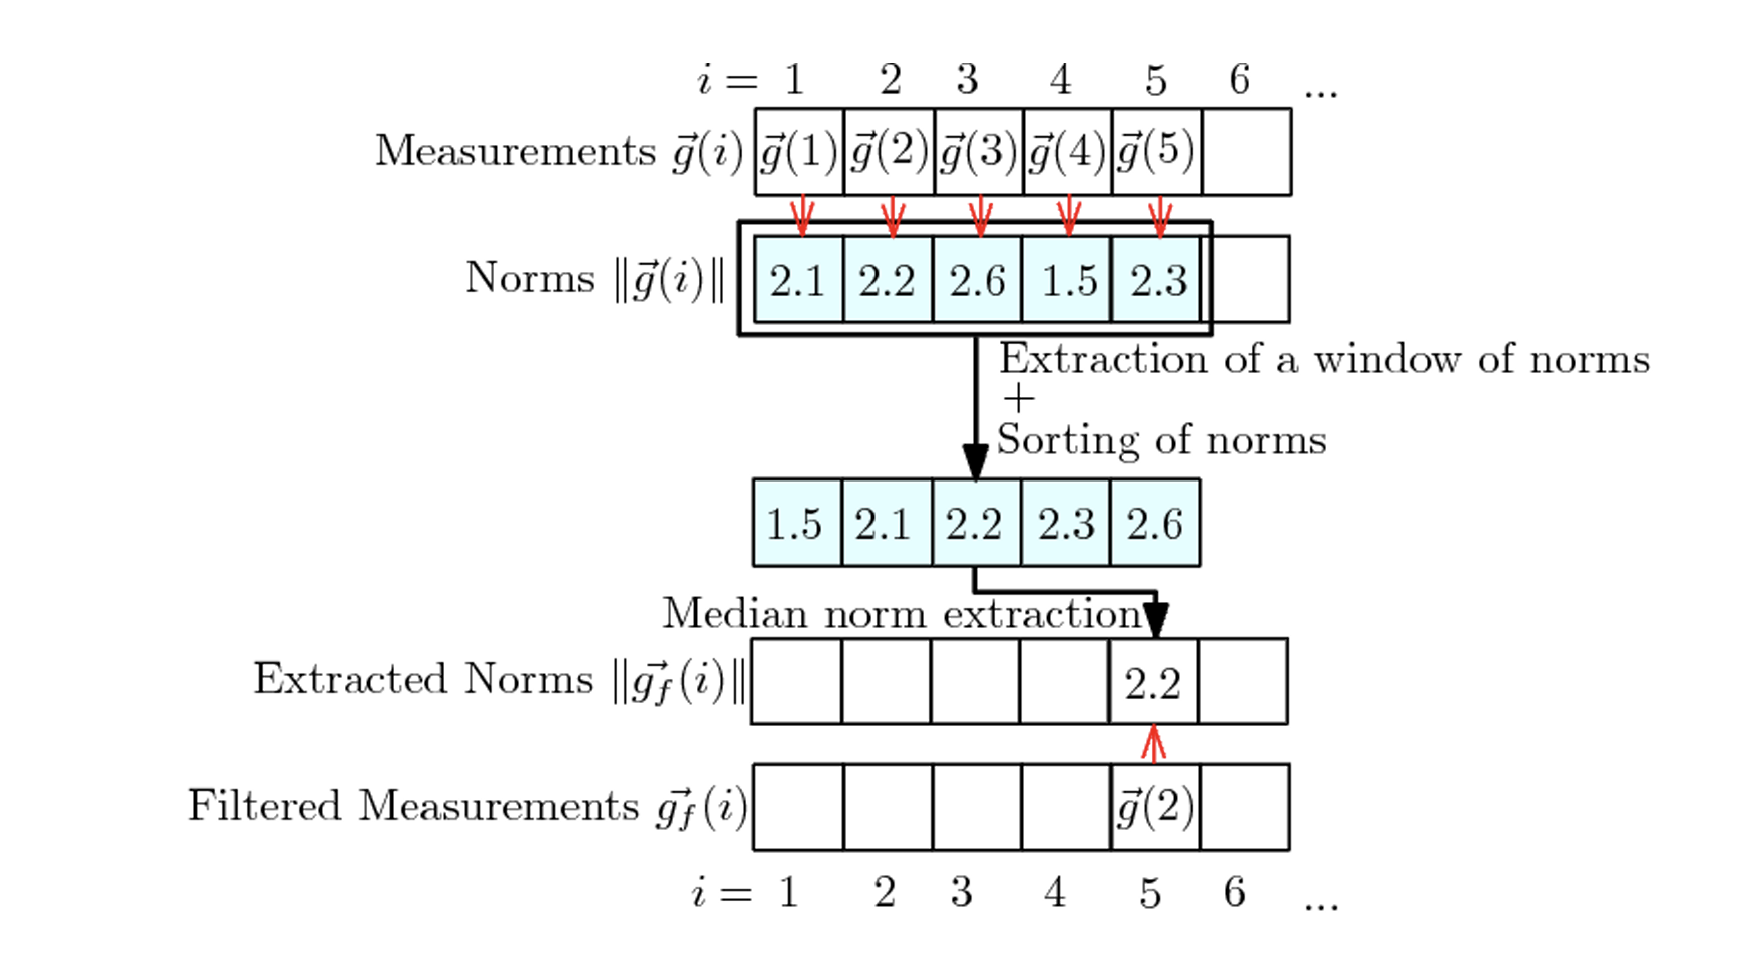 i = 1 2 3 4 5 6 ...
Measurements g⃗(i) g⃗(1) g⃗(2) g⃗(3) g⃗(4) g⃗(5)
Norms ‖g⃗(i)‖ 2.1 2.2 2.6 1.5 2.3
Extraction of a window of norms
+
Sorting of norms
1.5 2.1 2.2 2.3 2.6
Median norm extraction
Extracted Norms ‖g⃗_f(i)‖ 2.2
Filtered Measurements g⃗_f(i) g⃗(2)
i = 1 2 3 4 5 6 ...